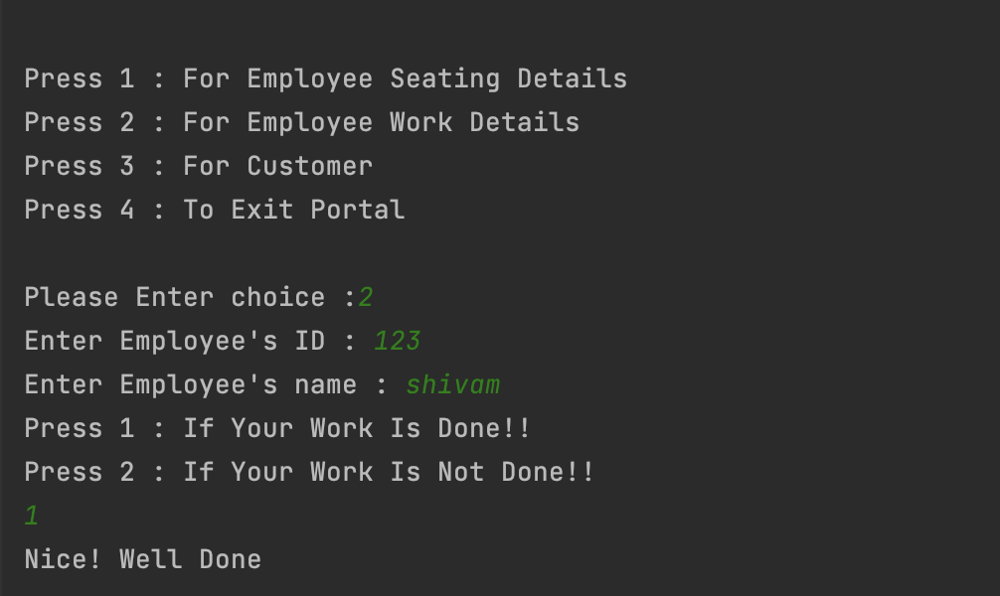 Press 1 : For Employee Seating Details
Press 2 : For Employee Work Details
Press 3 : For Customer
Press 4 : To Exit Portal
Please Enter choice :2
Enter Employee's ID : 123
Enter Employee's name : shivam
Press 1 : If Your Work Is Done!!
Press 2 : If Your Work Is Not Done!!
1
Nice! Well Done